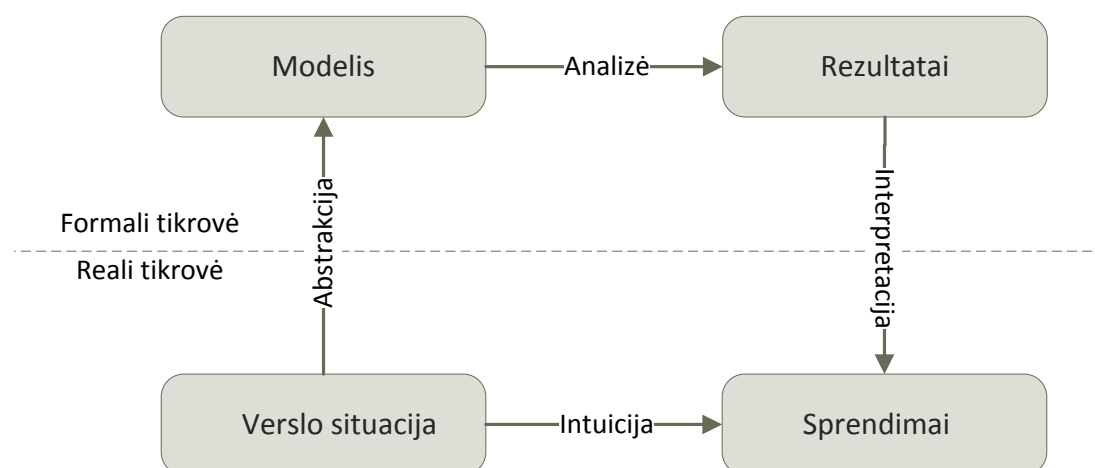 Modelis
Analizė
Rezultatai
Abstrakcija
Interpretacija
Formali tikrovė
Reali tikrovė
Verslo situacija
Intuicija
Sprendimai